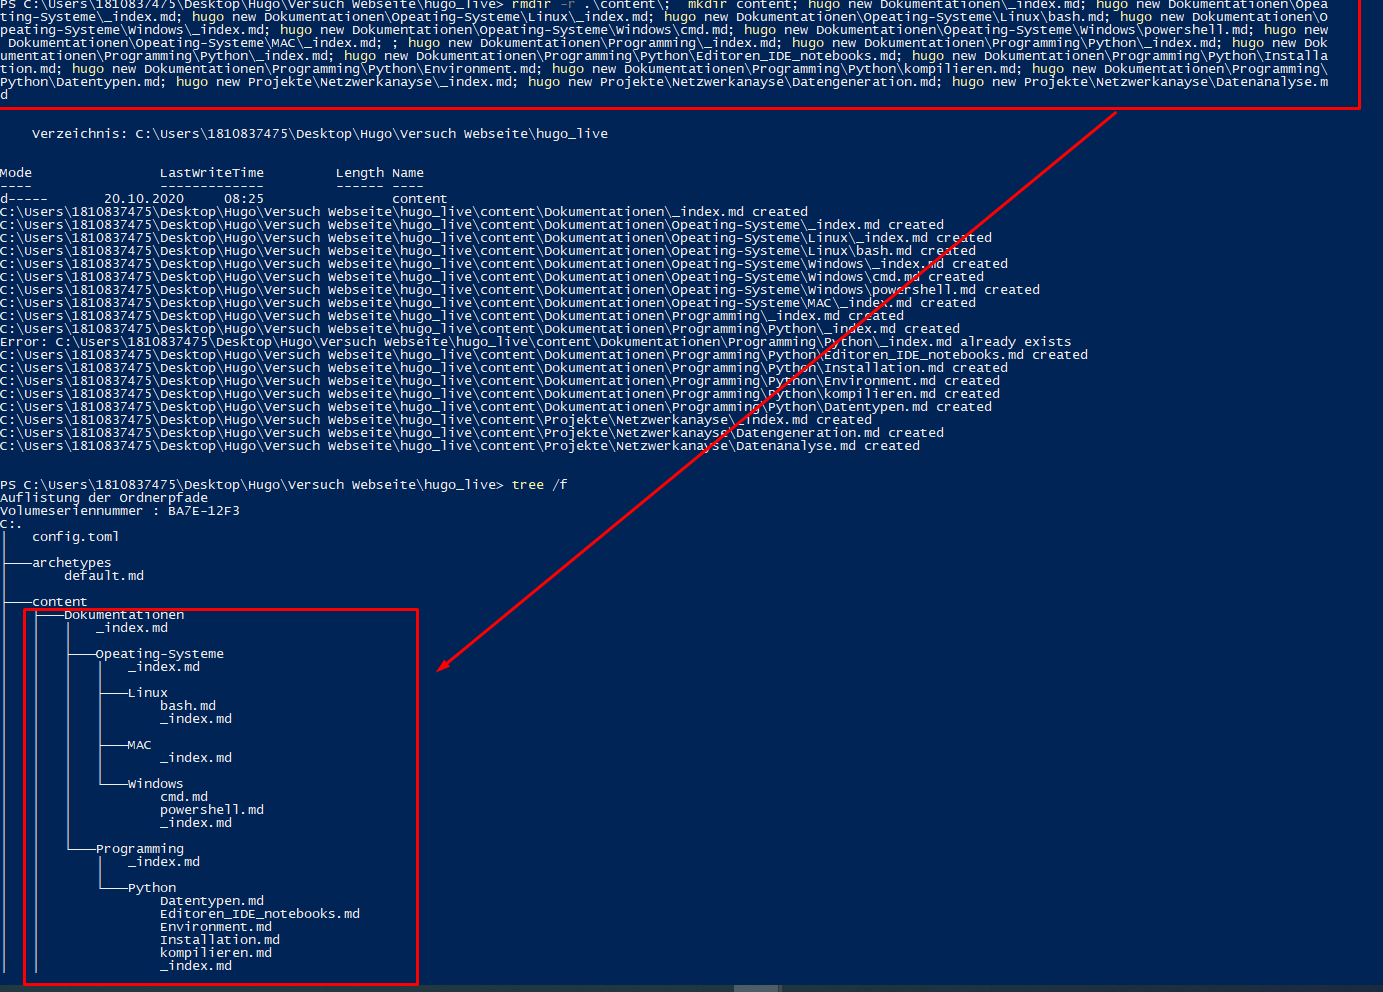 PS C:\Users\1810837475\Desktop\Hugo\Versuch Webseite\hugo_live> rmdir -r .\content\;  mkdir content; hugo new Dokumentationen\_index.md; hugo new Dokumentationen\Opea
ting-Systeme\_index.md; hugo new Dokumentationen\Opeating-Systeme\Linux\_index.md; hugo new Dokumentationen\Opeating-Systeme\Linux\bash.md; hugo new Dokumentationen\O
peating-Systeme\Windows\_index.md; hugo new Dokumentationen\Opeating-Systeme\Windows\cmd.md; hugo new Dokumentationen\Opeating-Systeme\Windows\powershell.md; hugo new
 Dokumentationen\Opeating-Systeme\MAC\_index.md; ; hugo new Dokumentationen\Programming\_index.md; hugo new Dokumentationen\Programming\Python\_index.md; hugo new Dok
umentationen\Programming\Python\_index.md; hugo new Dokumentationen\Programming\Python\Editoren_IDE_notebooks.md; hugo new Dokumentationen\Programming\Python\Installa
tion.md; hugo new Dokumentationen\Programming\Python\Environment.md; hugo new Dokumentationen\Programming\Python\kompilieren.md; hugo new Dokumentationen\Programming\
Python\Datentypen.md; hugo new Projekte\Netzwerkanayse\_index.md; hugo new Projekte\Netzwerkanayse\Datengeneration.md; hugo new Projekte\Netzwerkanayse\Datenanalyse.m
d
Verzeichnis: C:\Users\1810837475\Desktop\Hugo\Versuch Webseite\hugo_live
Mode                LastWriteTime         Length Name
----                -------------         ------ ----
d-----        20.10.2020     08:25                content
C:\Users\1810837475\Desktop\Hugo\Versuch Webseite\hugo_live\content\Dokumentationen\_index.md created
C:\Users\1810837475\Desktop\Hugo\Versuch Webseite\hugo_live\content\Dokumentationen\Opeating-Systeme\_index.md created
C:\Users\1810837475\Desktop\Hugo\Versuch Webseite\hugo_live\content\Dokumentationen\Opeating-Systeme\Linux\_index.md created
C:\Users\1810837475\Desktop\Hugo\Versuch Webseite\hugo_live\content\Dokumentationen\Opeating-Systeme\Linux\bash.md created
C:\Users\1810837475\Desktop\Hugo\Versuch Webseite\hugo_live\content\Dokumentationen\Opeating-Systeme\Windows\_index.md created
C:\Users\1810837475\Desktop\Hugo\Versuch Webseite\hugo_live\content\Dokumentationen\Opeating-Systeme\Windows\cmd.md created
C:\Users\1810837475\Desktop\Hugo\Versuch Webseite\hugo_live\content\Dokumentationen\Opeating-Systeme\Windows\powershell.md created
C:\Users\1810837475\Desktop\Hugo\Versuch Webseite\hugo_live\content\Dokumentationen\Opeating-Systeme\MAC\_index.md created
C:\Users\1810837475\Desktop\Hugo\Versuch Webseite\hugo_live\content\Dokumentationen\Programming\_index.md created
C:\Users\1810837475\Desktop\Hugo\Versuch Webseite\hugo_live\content\Dokumentationen\Programming\Python\_index.md created
Error: C:\Users\1810837475\Desktop\Hugo\Versuch Webseite\hugo_live\content\Dokumentationen\Programming\Python\_index.md already exists
C:\Users\1810837475\Desktop\Hugo\Versuch Webseite\hugo_live\content\Dokumentationen\Programming\Python\Editoren_IDE_notebooks.md created
C:\Users\1810837475\Desktop\Hugo\Versuch Webseite\hugo_live\content\Dokumentationen\Programming\Python\Installation.md created
C:\Users\1810837475\Desktop\Hugo\Versuch Webseite\hugo_live\content\Dokumentationen\Programming\Python\Environment.md created
C:\Users\1810837475\Desktop\Hugo\Versuch Webseite\hugo_live\content\Dokumentationen\Programming\Python\kompilieren.md created
C:\Users\1810837475\Desktop\Hugo\Versuch Webseite\hugo_live\content\Dokumentationen\Programming\Python\Datentypen.md created
C:\Users\1810837475\Desktop\Hugo\Versuch Webseite\hugo_live\content\Projekte\Netzwerkanayse\_index.md created
C:\Users\1810837475\Desktop\Hugo\Versuch Webseite\hugo_live\content\Projekte\Netzwerkanayse\Datengeneration.md created
C:\Users\1810837475\Desktop\Hugo\Versuch Webseite\hugo_live\content\Projekte\Netzwerkanayse\Datenanalyse.md created
PS C:\Users\1810837475\Desktop\Hugo\Versuch Webseite\hugo_live> tree /f
Auflistung der Ordnerpfade
Volumeseriennummer : BA7E-12F3
C:.
config.toml
archetypes
default.md
content
Dokumentationen
_index.md
Opeating-Systeme
_index.md
Linux
bash.md
_index.md
MAC
_index.md
Windows
cmd.md
powershell.md
_index.md
Programming
_index.md
Python
Datentypen.md
Editoren_IDE_notebooks.md
Environment.md
Installation.md
kompilieren.md
_index.md